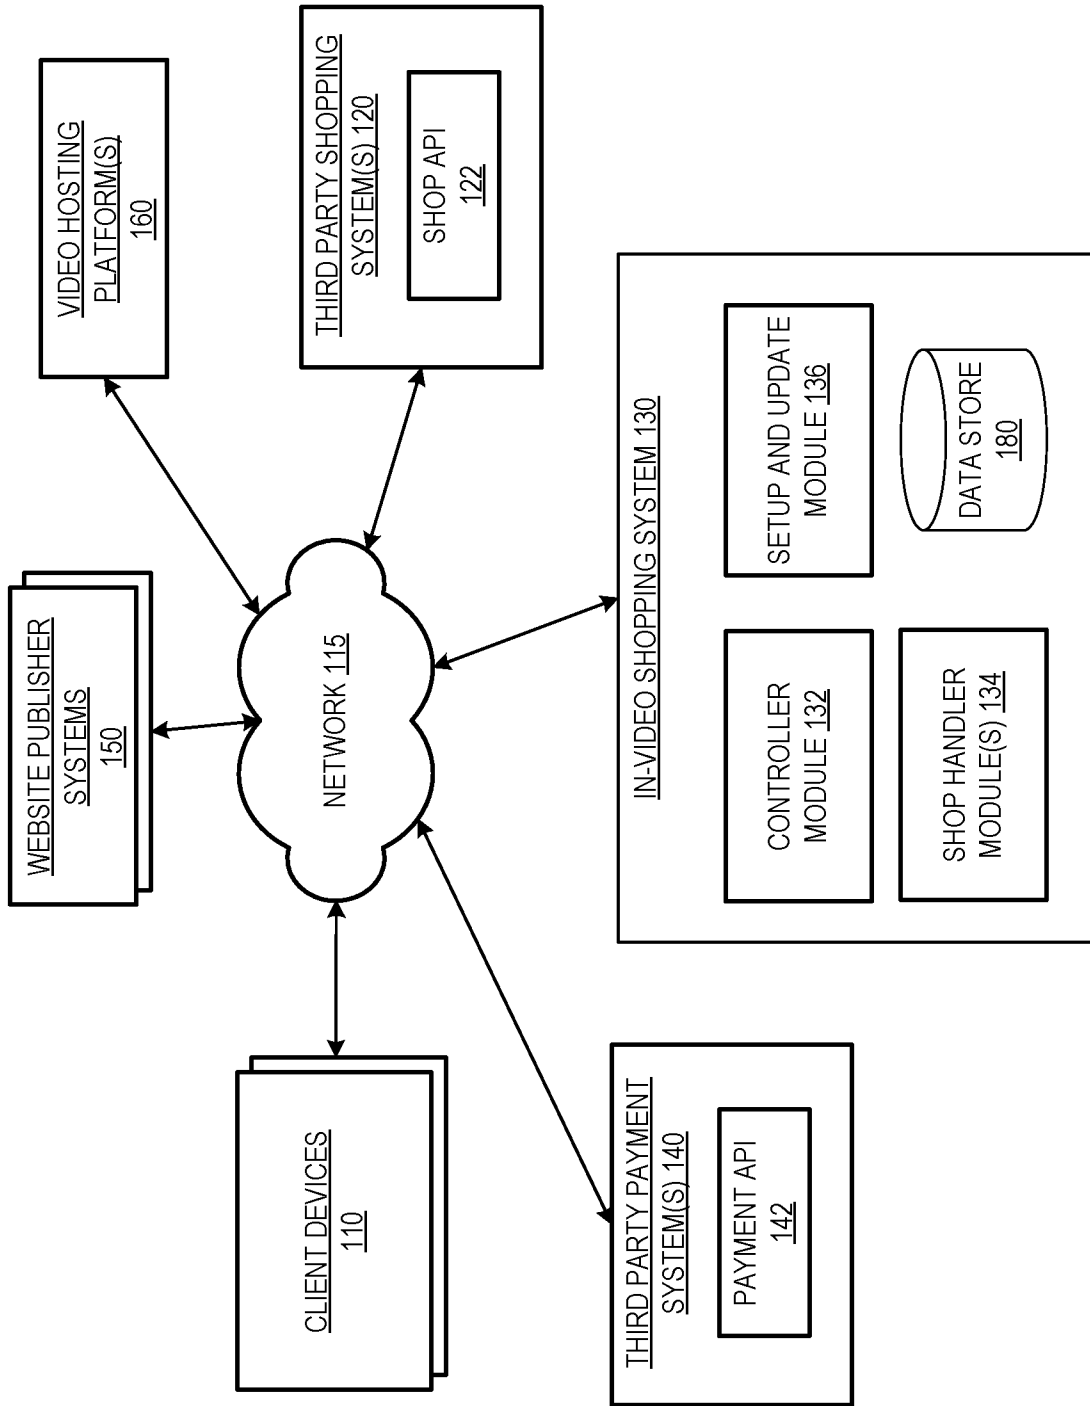 WEBSITE PUBLISHER
SYSTEMS
150
VIDEO HOSTING
PLATFORM(S)
160
CLIENT DEVICES
110
NETWORK 115
THIRD PARTY SHOPPING
SYSTEM(S) 120
SHOP API
122
THIRD PARTY PAYMENT
SYSTEM(S) 140
PAYMENT API
142
IN-VIDEO SHOPPING SYSTEM 130
CONTROLLER
MODULE 132
SETUP AND UPDATE
MODULE 136
SHOP HANDLER
MODULE(S) 134
DATA STORE
180